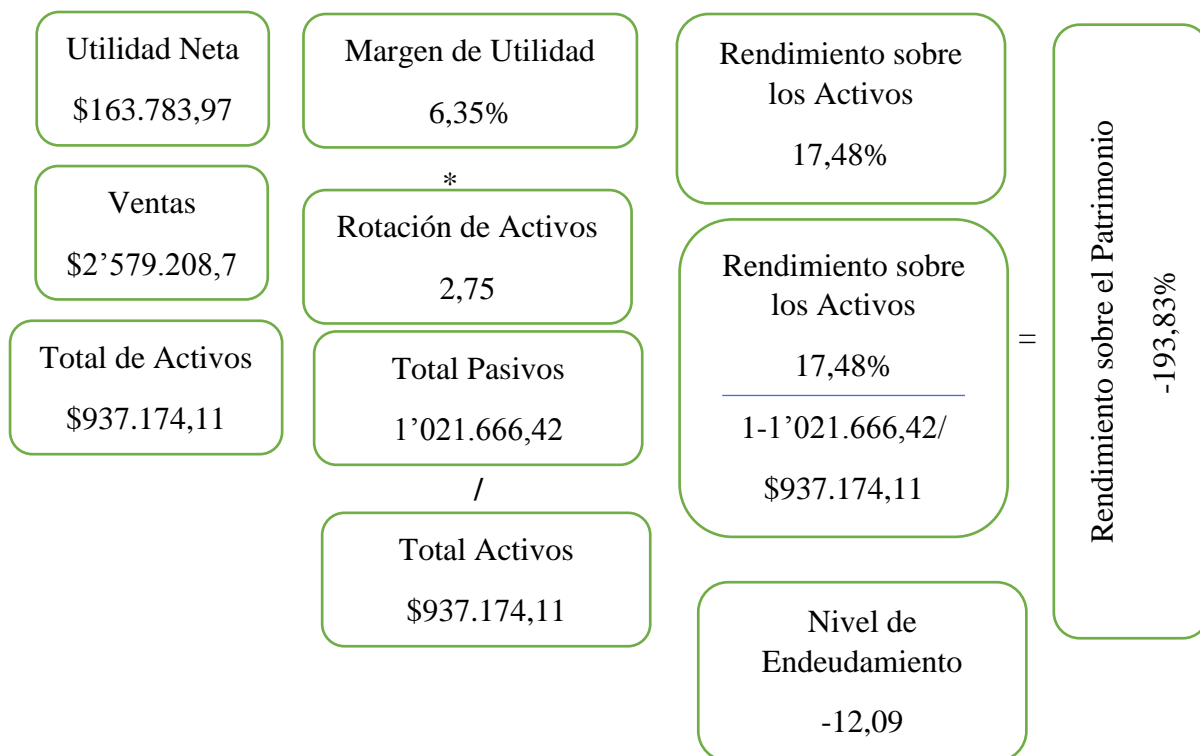 Utilidad Neta
$163.783,97
Ventas
$2’579.208,7
Total de Activos
$937.174,11
Margen de Utilidad
6,35%
*
Rotación de Activos
2,75
Total Pasivos
1’021.666,42
/
Total Activos
$937.174,11
Rendimiento sobre
los Activos
17,48%
Rendimiento sobre
los Activos
17,48%
1-1’021.666,42/
$937.174,11
Nivel de
Endeudamiento
-12,09
=
Rendimiento sobre el Patrimonio
-193,83%